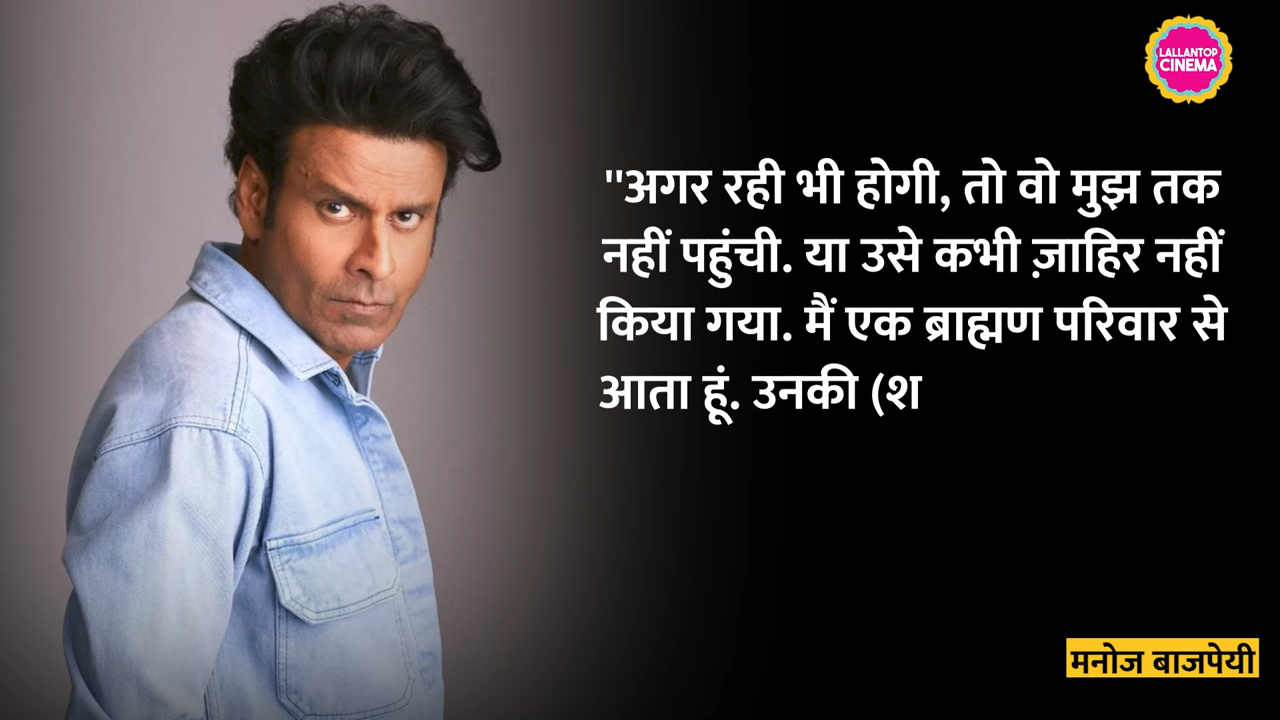 LALLANTOP
CINEMA
"अगर रही भी होगी, तो वो मुझ तक
नहीं पहुंची. या उसे कभी ज़ाहिर नहीं
किया गया. मैं एक ब्राह्मण परिवार से
आता हूं. उनकी (श
मनोज बाजपेयी